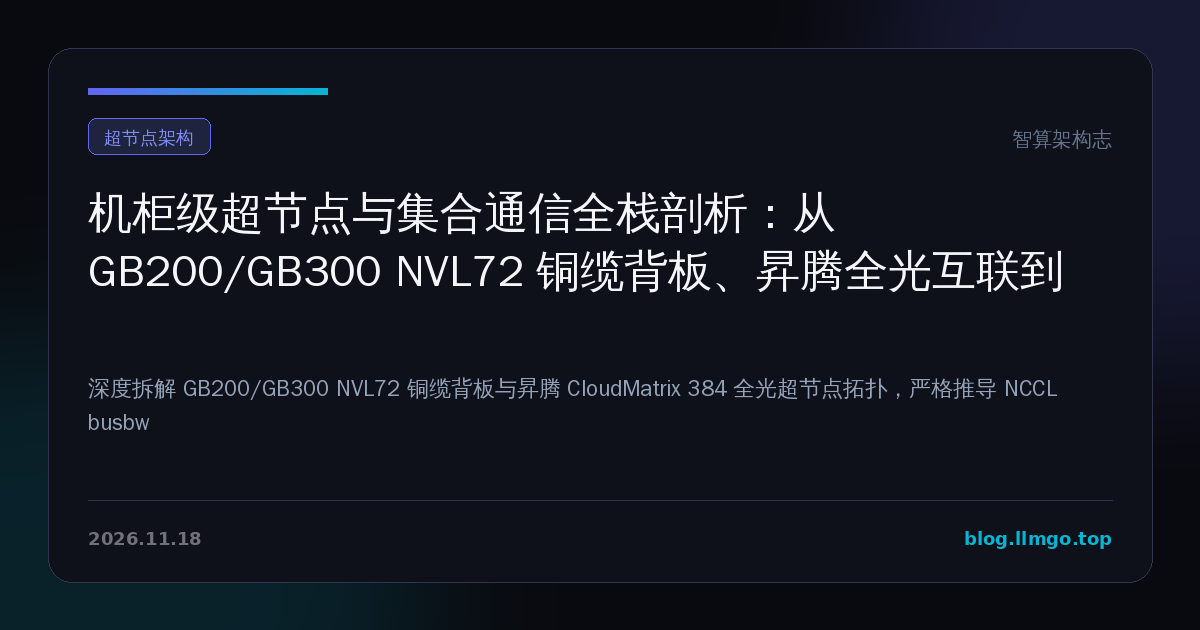 超节点架构
智算架构志
机柜级超节点与集合通信全栈剖析：从
GB200/GB300 NVL72 铜缆背板、昇腾全光互联到
深度拆解 GB200/GB300 NVL72 铜缆背板与昇腾 CloudMatrix 384 全光超节点拓扑，严格推导 NCCL
busbw
2026.11.18
blog.llmgo.top